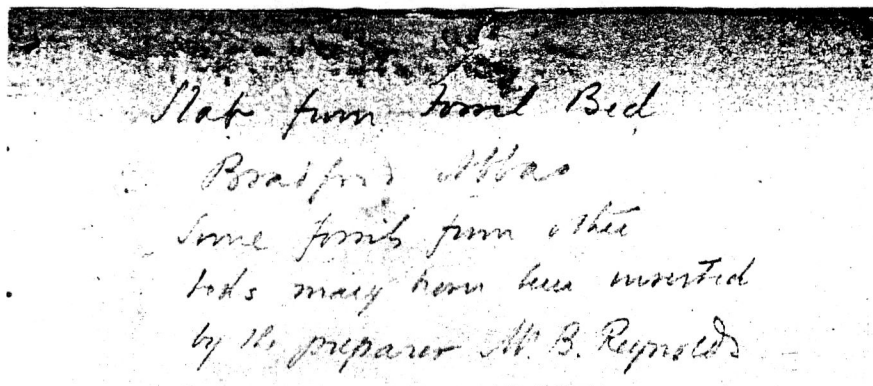 Slab from Fossil Bed
Bradford Abbas
Some fossils from other
beds may have been inserted
by the preparer M. B. Reynolds